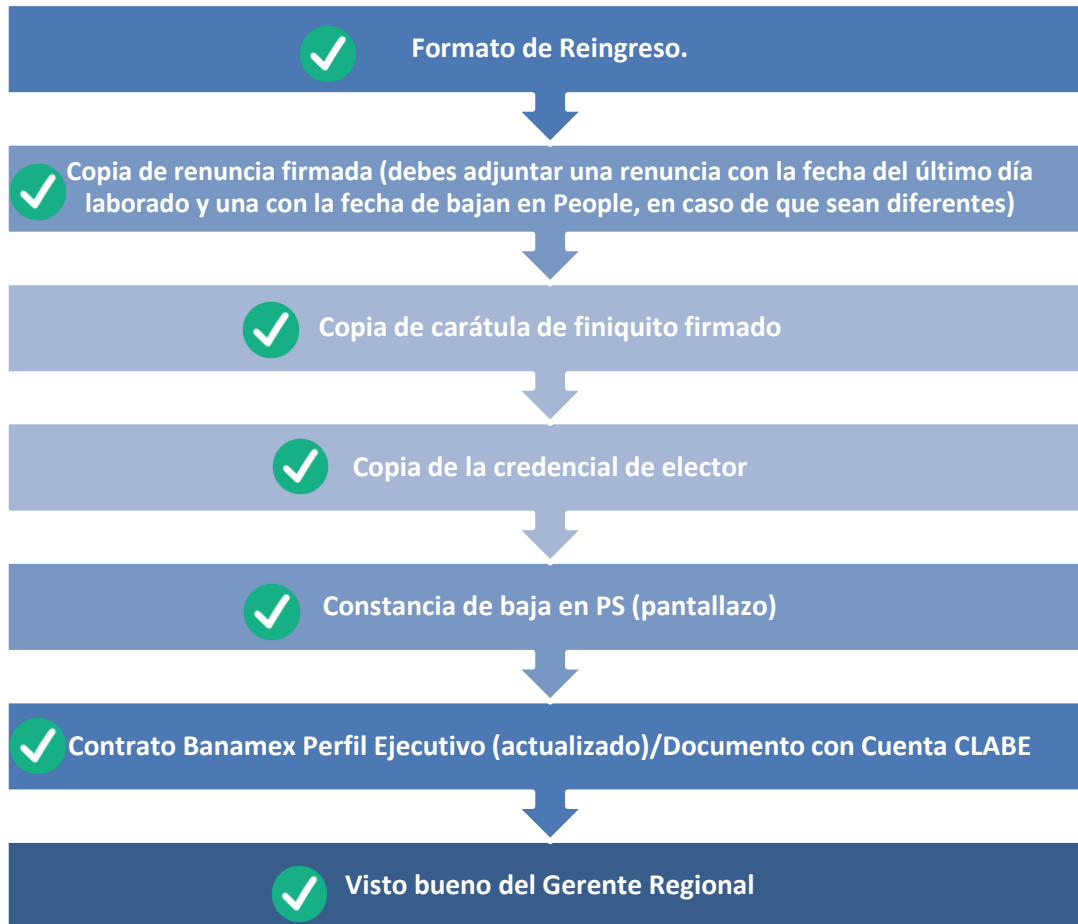 Formato de Reingreso.
Copia de renuncia firmada (debes adjuntar una renuncia con la fecha del último día
laborado y una con la fecha de bajan en People, en caso de que sean diferentes)
Copia de carátula de finiquito firmado
Copia de la credencial de elector
Constancia de baja en PS (pantallazo)
Contrato Banamex Perfil Ejecutivo (actualizado)/Documento con Cuenta CLABE
Visto bueno del Gerente Regional